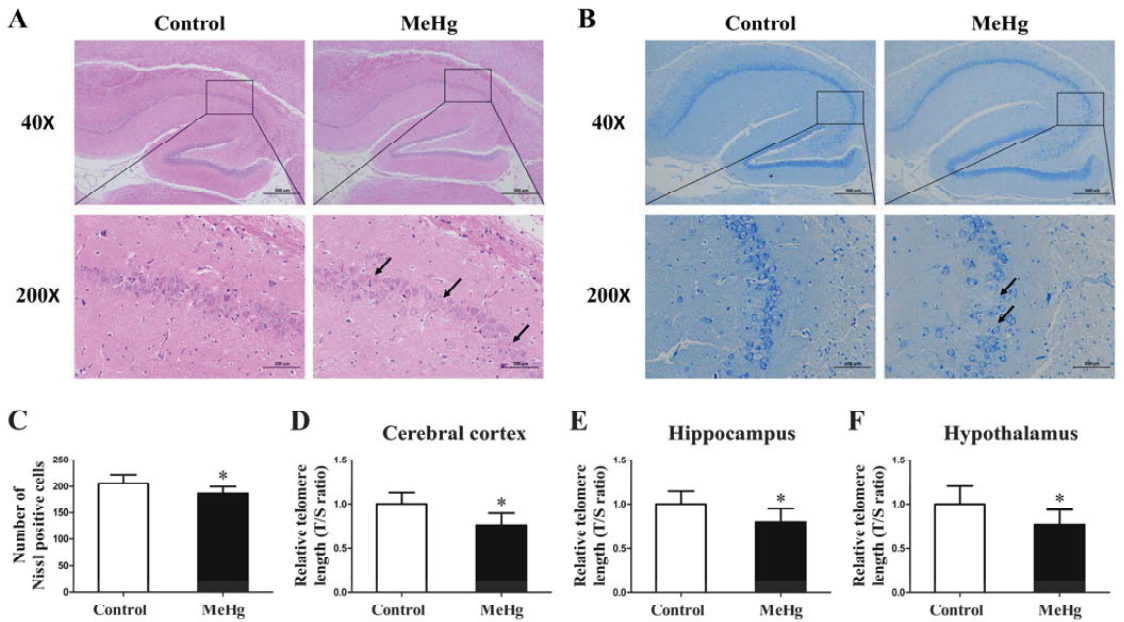 A
Control
MeHg
B
Control
MeHg
40X
40X
200X
200X
C
Number of
Nissl positive cells
250
200
150
100
50
0
*
Control
MeHg
D
Cerebral cortex
Relative telomere
length (T/S ratio)
1.5
1.0
0.5
0.0
*
Control
MeHg
E
Hippocampus
Relative telomere
length (T/S ratio)
1.5
1.0
0.5
0.0
*
Control
MeHg
F
Hypothalamus
Relative telomere
length (T/S ratio)
1.5
1.0
0.5
0.0
*
Control
MeHg